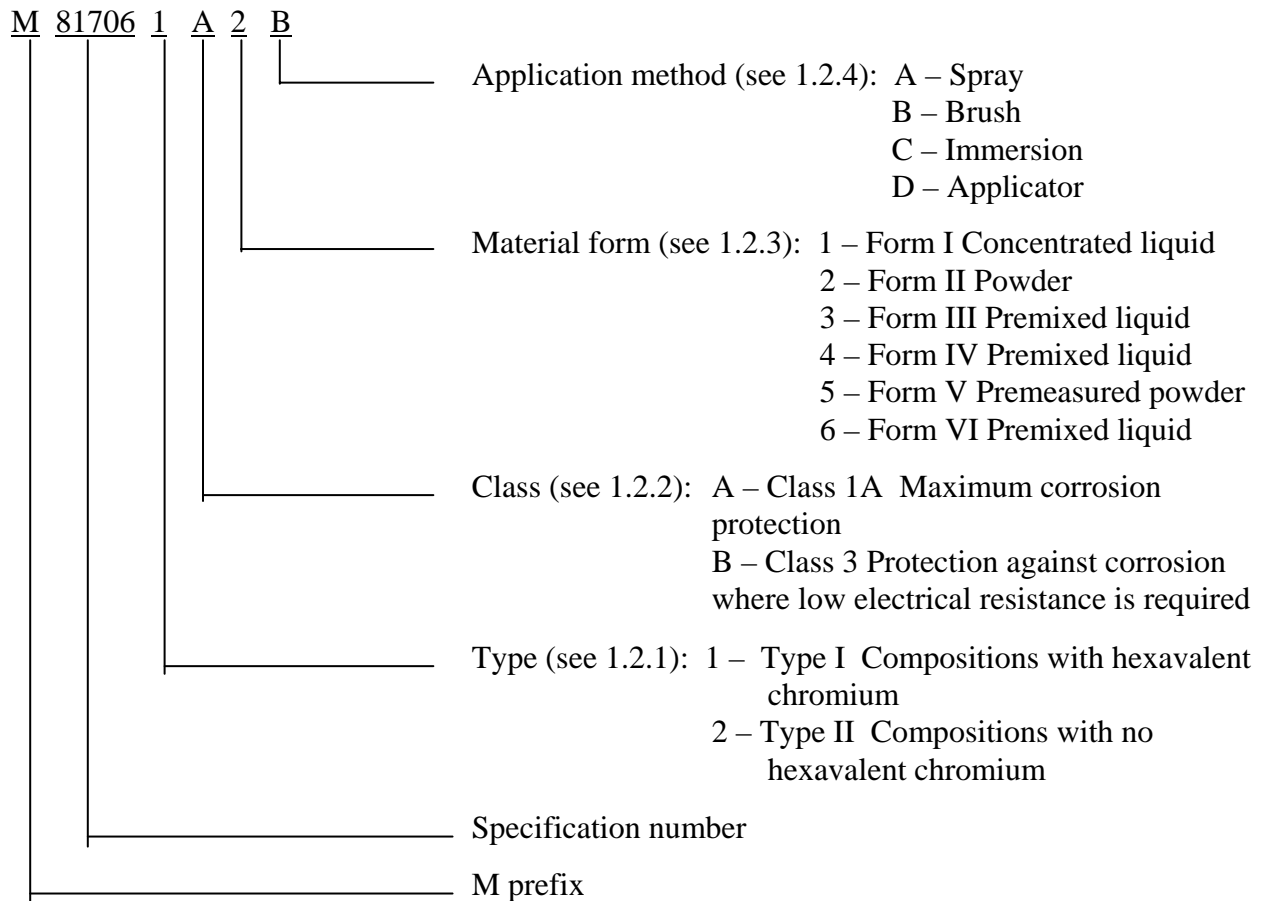 M 81706 1 A 2 B
Application method (see 1.2.4): A – Spray
B – Brush
C – Immersion
D – Applicator
Material form (see 1.2.3): 1 – Form I Concentrated liquid
2 – Form II Powder
3 – Form III Premixed liquid
4 – Form IV Premixed liquid
5 – Form V Premeasured powder
6 – Form VI Premixed liquid
Class (see 1.2.2): A – Class 1A Maximum corrosion
protection
B – Class 3 Protection against corrosion
where low electrical resistance is required
Type (see 1.2.1): 1 – Type I Compositions with hexavalent
chromium
2 – Type II Compositions with no
hexavalent chromium
Specification number
M prefix